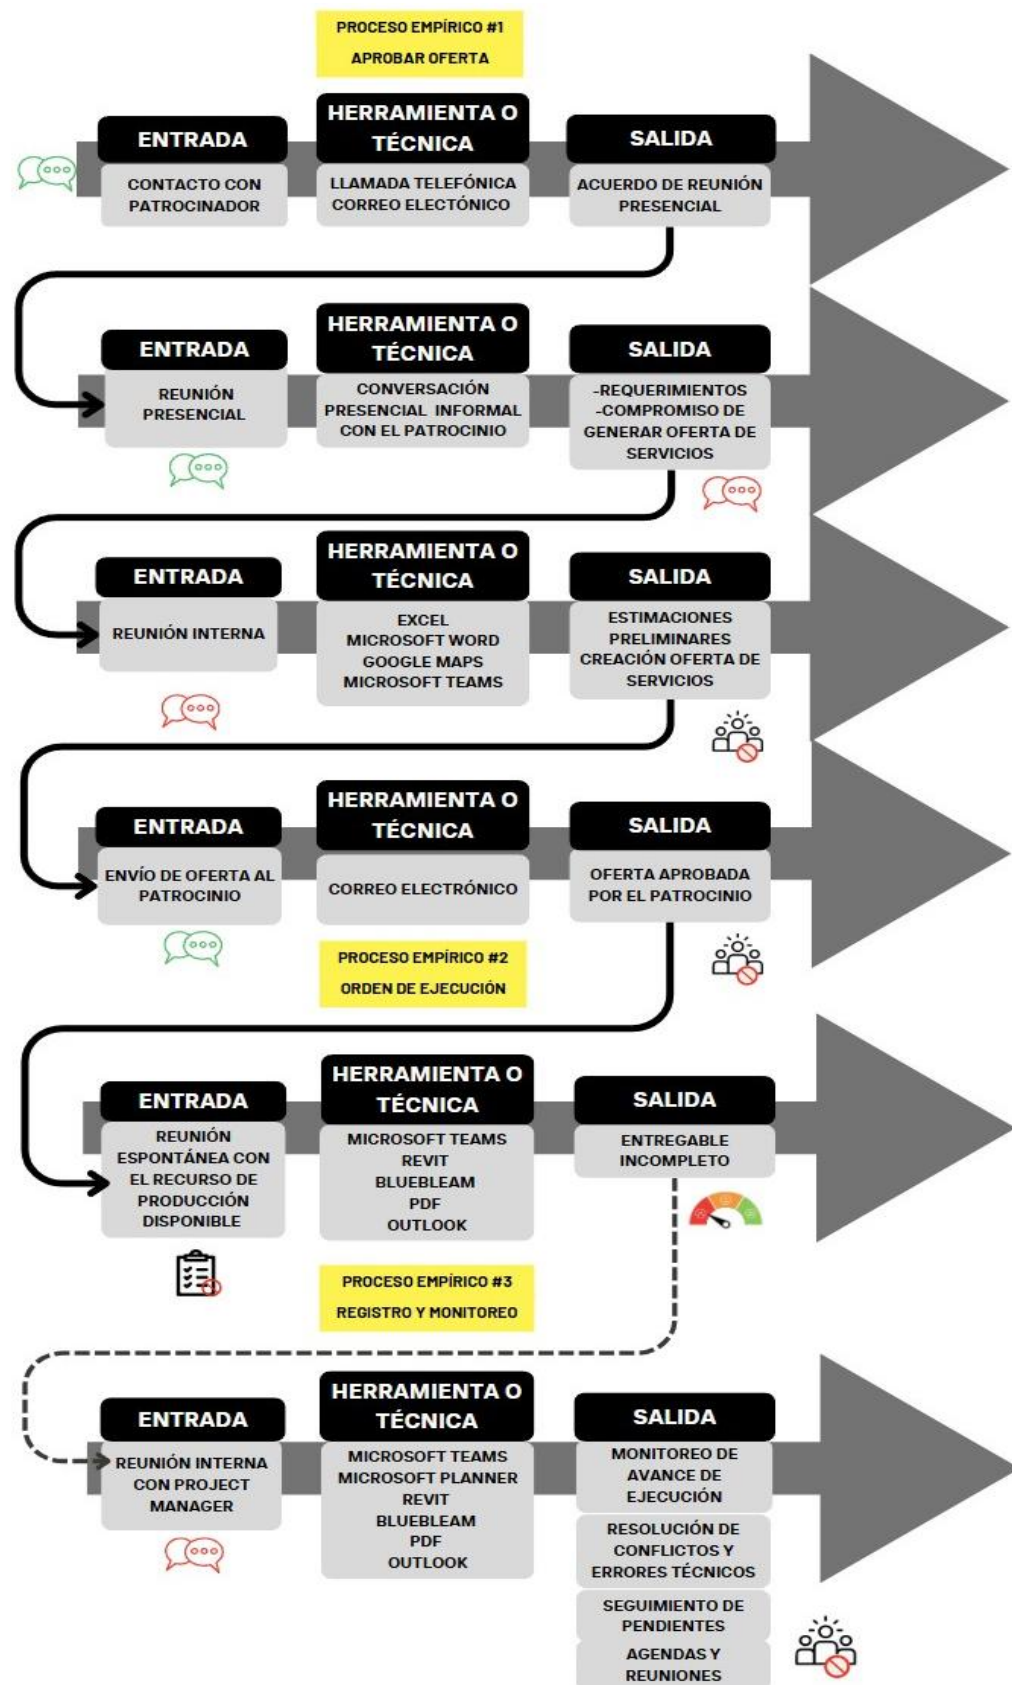 PROCESO EMPÍRICO #1
APROBAR OFERTA
ENTRADA
CONTACTO CON
PATROCINADOR
HERRAMIENTA O
TÉCNICA
LLAMADA TELEFÓNICA
CORREO ELECTÓNICO
SALIDA
ACUERDO DE REUNIÓN
PRESENCIAL
ENTRADA
REUNIÓN
PRESENCIAL
HERRAMIENTA O
TÉCNICA
CONVERSACIÓN
PRESENCIAL INFORMAL
CON EL PATROCINIO
SALIDA
-REQUERIMIENTOS
-COMPROMISO DE
GENERAR OFERTA DE
SERVICIOS
ENTRADA
REUNIÓN INTERNA
HERRAMIENTA O
TÉCNICA
EXCEL
MICROSOFT WORD
GOOGLE MAPS
MICROSOFT TEAMS
SALIDA
ESTIMACIONES
PRELIMINARES
CREACIÓN OFERTA DE
SERVICIOS
ENTRADA
ENVÍO DE OFERTA AL
PATROCINIO
HERRAMIENTA O
TÉCNICA
CORREO ELECTRÓNICO
SALIDA
OFERTA APROBADA
POR EL PATROCINIO
PROCESO EMPÍRICO #2
ORDEN DE EJECUCIÓN
ENTRADA
REUNIÓN
ESPONTÁNEA CON
EL RECURSO DE
PRODUCCIÓN
DISPONIBLE
HERRAMIENTA O
TÉCNICA
MICROSOFT TEAMS
REVIT
BLUEBLEAM
PDF
OUTLOOK
SALIDA
ENTREGABLE
INCOMPLETO
PROCESO EMPÍRICO #3
REGISTRO Y MONITOREO
ENTRADA
REUNIÓN INTERNA
CON PROJECT
MANAGER
HERRAMIENTA O
TÉCNICA
MICROSOFT TEAMS
MICROSOFT PLANNER
REVIT
BLUEBLEAM
PDF
OUTLOOK
SALIDA
MONITOREO DE
AVANCE DE
EJECUCIÓN
RESOLUCIÓN DE
CONFLICTOS Y
ERRORES TÉCNICOS
SEGUIMIENTO DE
PENDIENTES
AGENDAS Y
REUNIONES